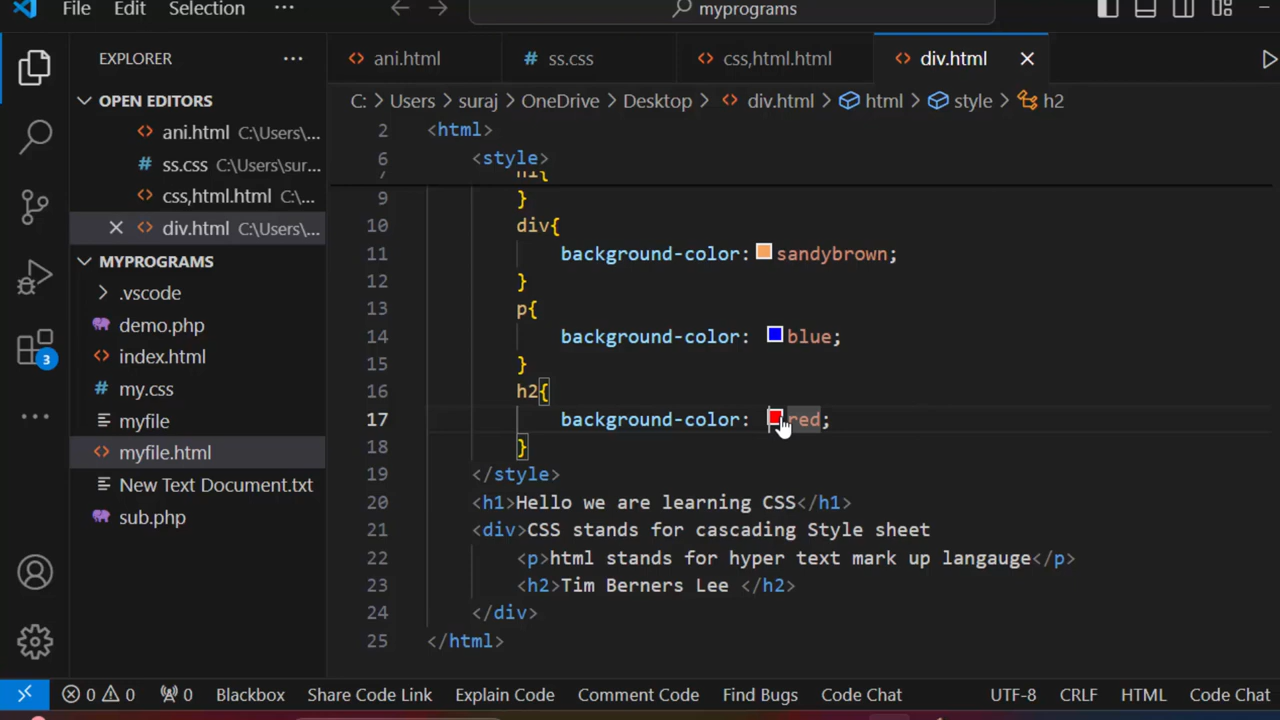 File Edit Selection ... myprograms
EXPLORER ...
OPEN EDITORS
ani.html C:\Users\...
# ss.css C:\Users\sur...
css,html.html C:\...
div.html C:\Users\...
MYPROGRAMS
.vscode
demo.php
index.html
# my.css
myfile
myfile.html
New Text Document.txt
sub.php
3
ani.html # ss.css css,html.html div.html
C: > Users > suraj > OneDrive > Desktop > div.html > html > style > h2
2 <html>
6 <style>
7 h1{
9 }
10 div{
11 background-color: sandybrown;
12 }
13 p{
14 background-color: blue;
15 }
16 h2{
17 background-color: red;
18 }
19 </style>
20 <h1>Hello we are learning CSS</h1>
21 <div>CSS stands for cascading Style sheet
22 <p>html stands for hyper text mark up langauge</p>
23 <h2>Tim Berners Lee </h2>
24 </div>
25 </html>
0 0 0 Blackbox Share Code Link Explain Code Comment Code Find Bugs Code Chat UTF-8 CRLF HTML Code Chat